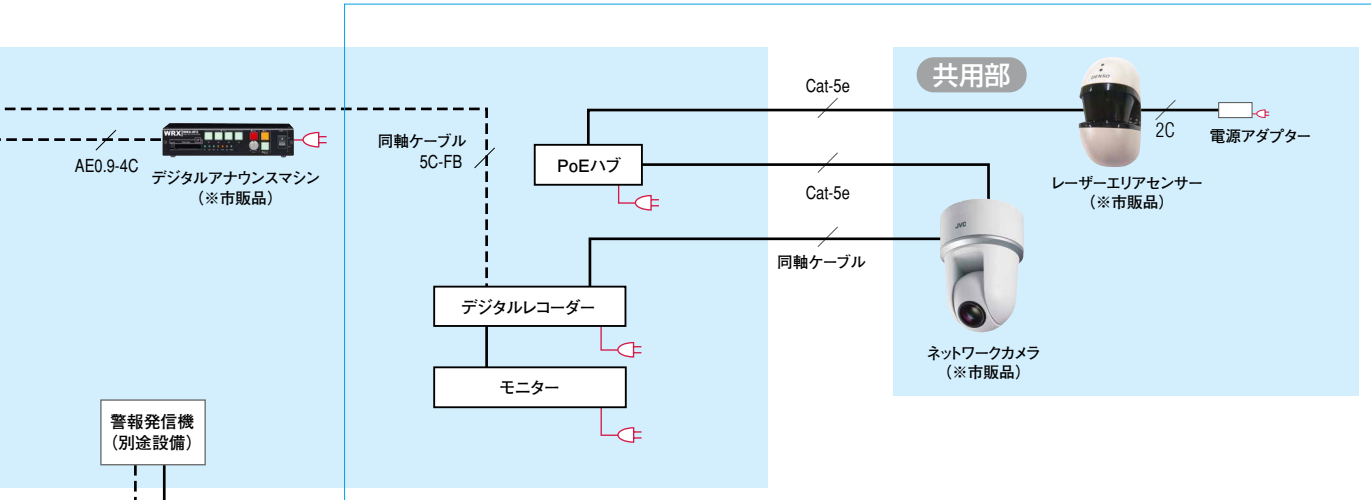 共用部
Cat-5e
DENSO
2C
電源アダプター
レーザーエリアセンサー
(※市販品)
AE0.9-4C
WRX
デジタルアナウンスマシン
(※市販品)
同軸ケーブル
5C-FB
PoEハブ
Cat-5e
JVC
同軸ケーブル
デジタルレコーダー
ネットワークカメラ
(※市販品)
モニター
警報発信機
(別途設備)